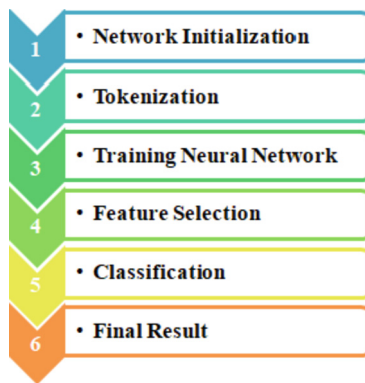 1 • Network Initialization
2 • Tokenization
3 • Training Neural Network
4 • Feature Selection
5 • Classification
6 • Final Result